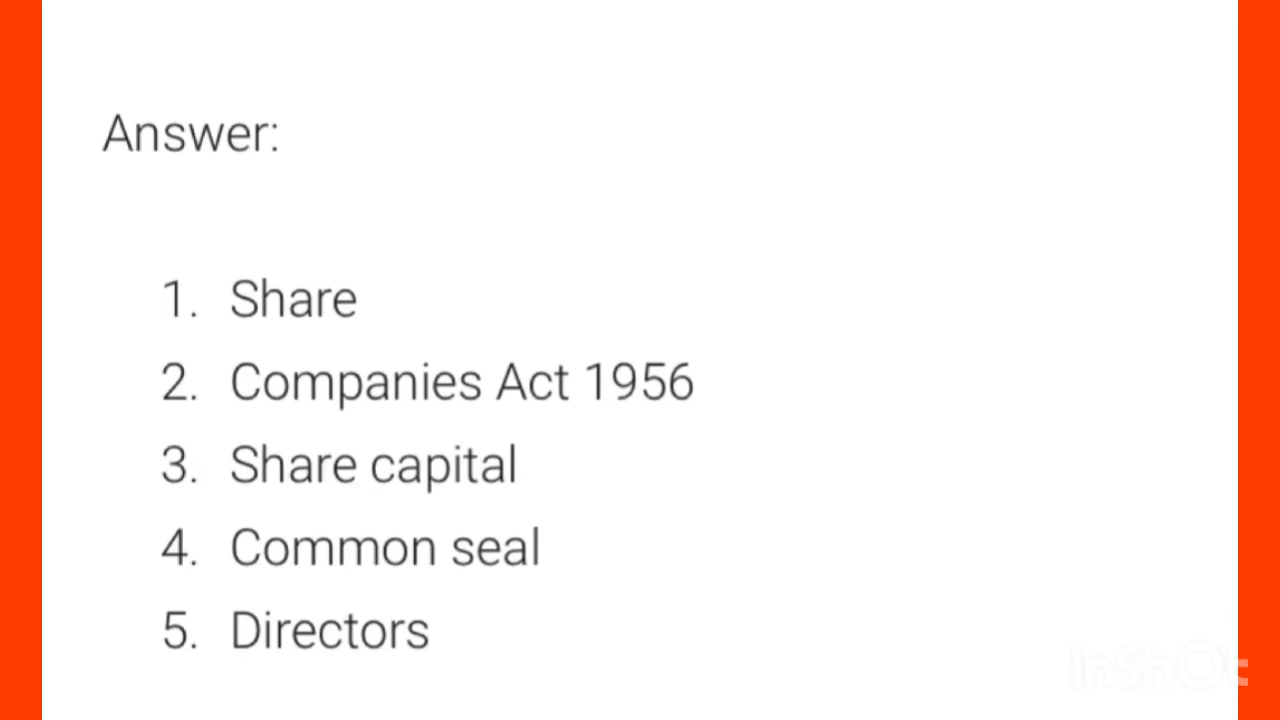 Answer:
1. Share
2. Companies Act 1956
3. Share capital
4. Common seal
5. Directors
InShOt